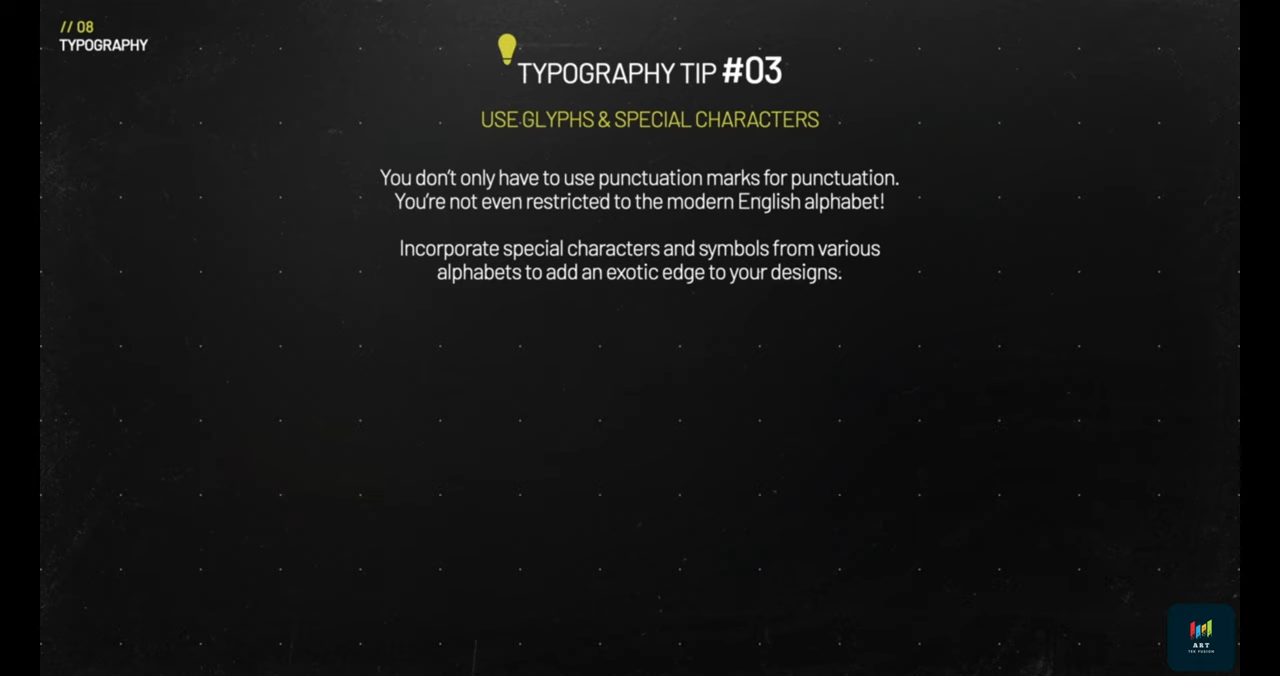 // 08
TYPOGRAPHY
TYPOGRAPHY TIP #03
USE GLYPHS & SPECIAL CHARACTERS
You don't only have to use punctuation marks for punctuation.
You're not even restricted to the modern English alphabet!
Incorporate special characters and symbols from various
alphabets to add an exotic edge to your designs.
ART
TEK FUSION